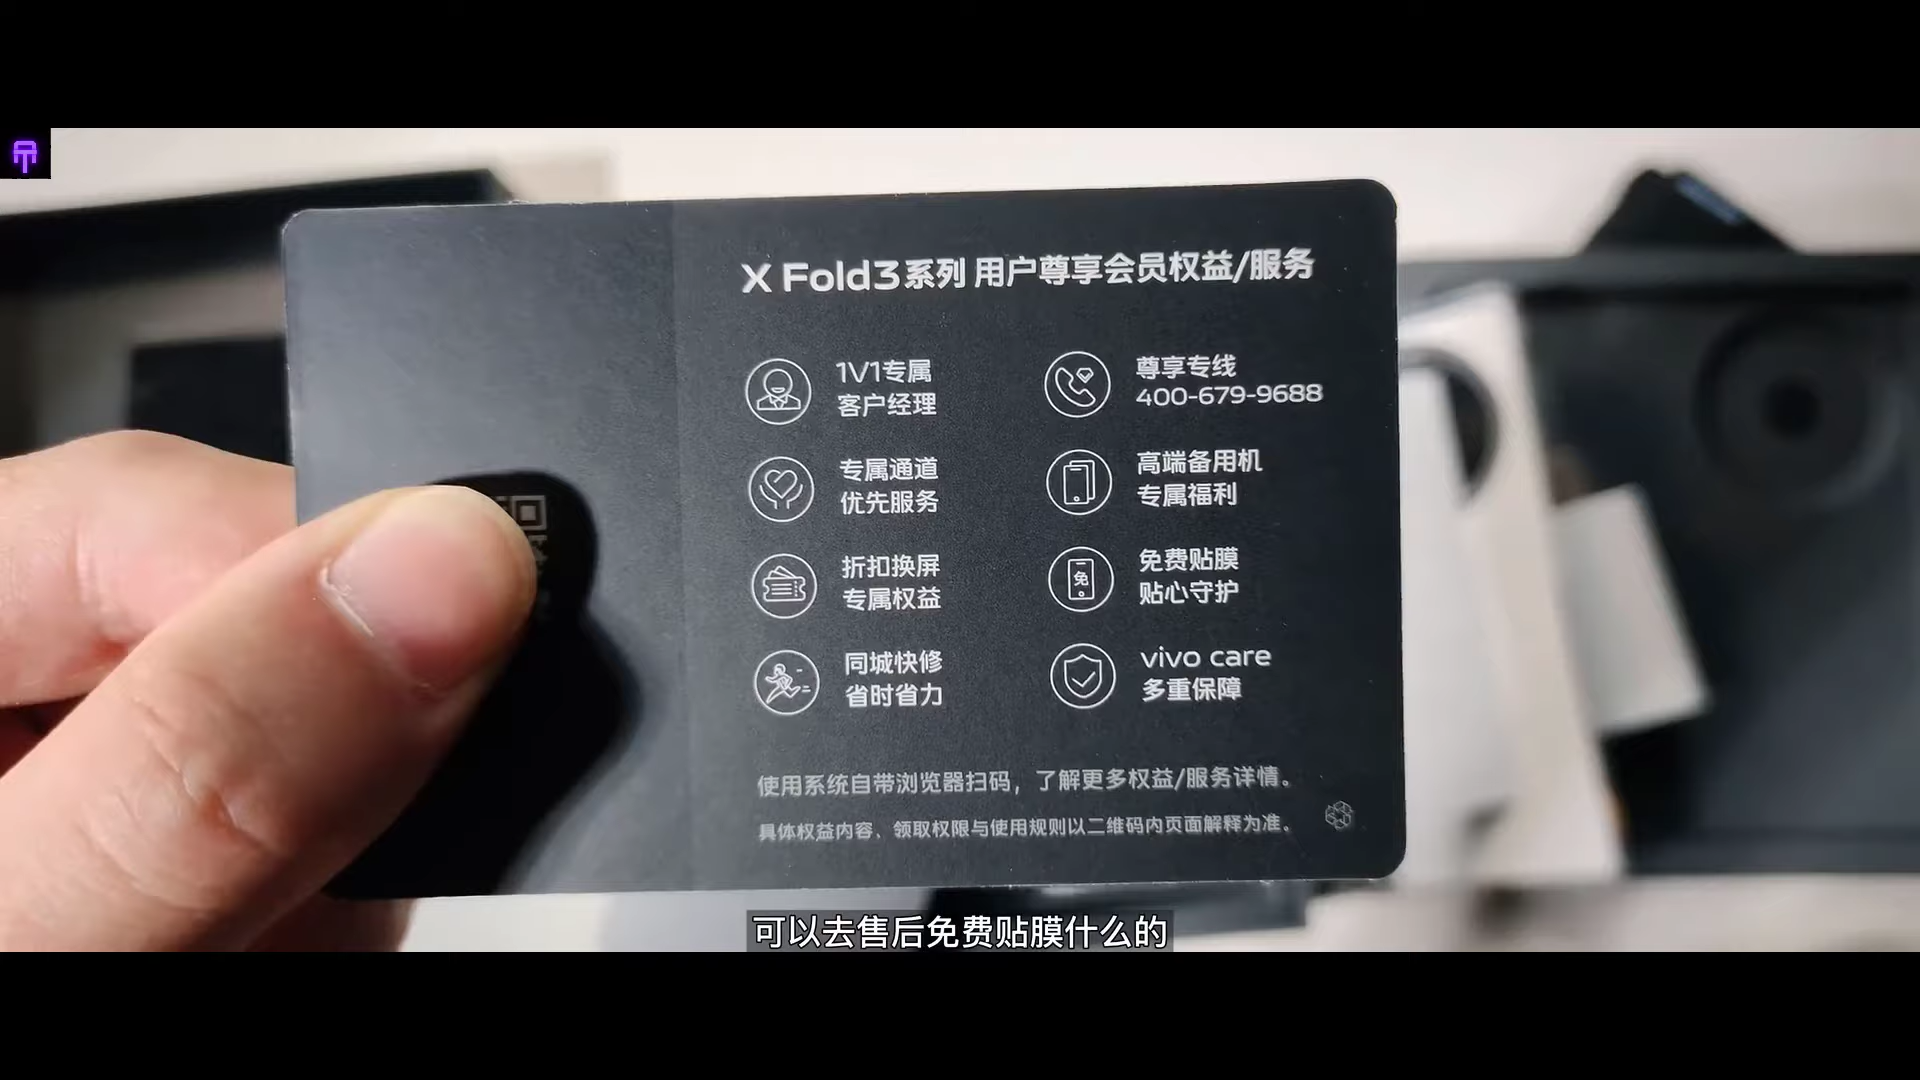 X Fold3系列 用户尊享会员权益/服务
1V1专属
客户经理
尊享专线
400-679-9688
专属通道
优先服务
高端备用机
专属福利
折扣换屏
专属权益
免
免费贴膜
贴心守护
同城快修
省时省力
vivo care
多重保障
使用系统自带浏览器扫码，了解更多权益/服务详情。
具体权益内容、领取权限与使用规则以二维码内页面解释为准。
可以去售后免费贴膜什么的